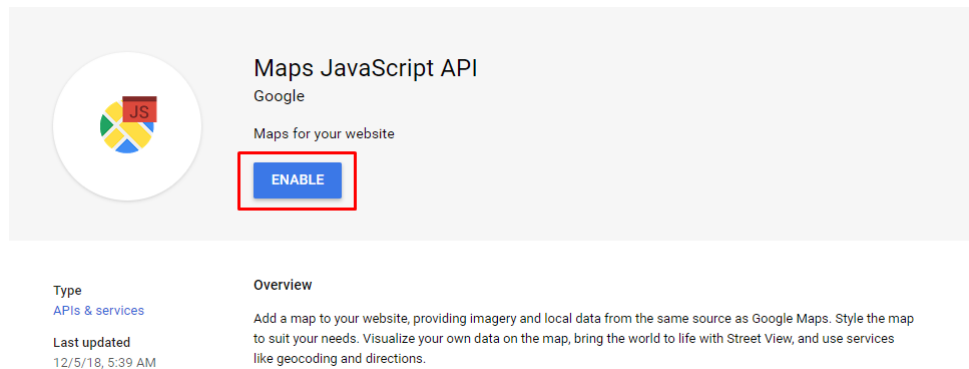 JS
Maps JavaScript API
Google
Maps for your website
ENABLE
Type
APIs & services
Last updated
12/5/18, 5:39 AM
Overview
Add a map to your website, providing imagery and local data from the same source as Google Maps. Style the map
to suit your needs. Visualize your own data on the map, bring the world to life with Street View, and use services
like geocoding and directions.